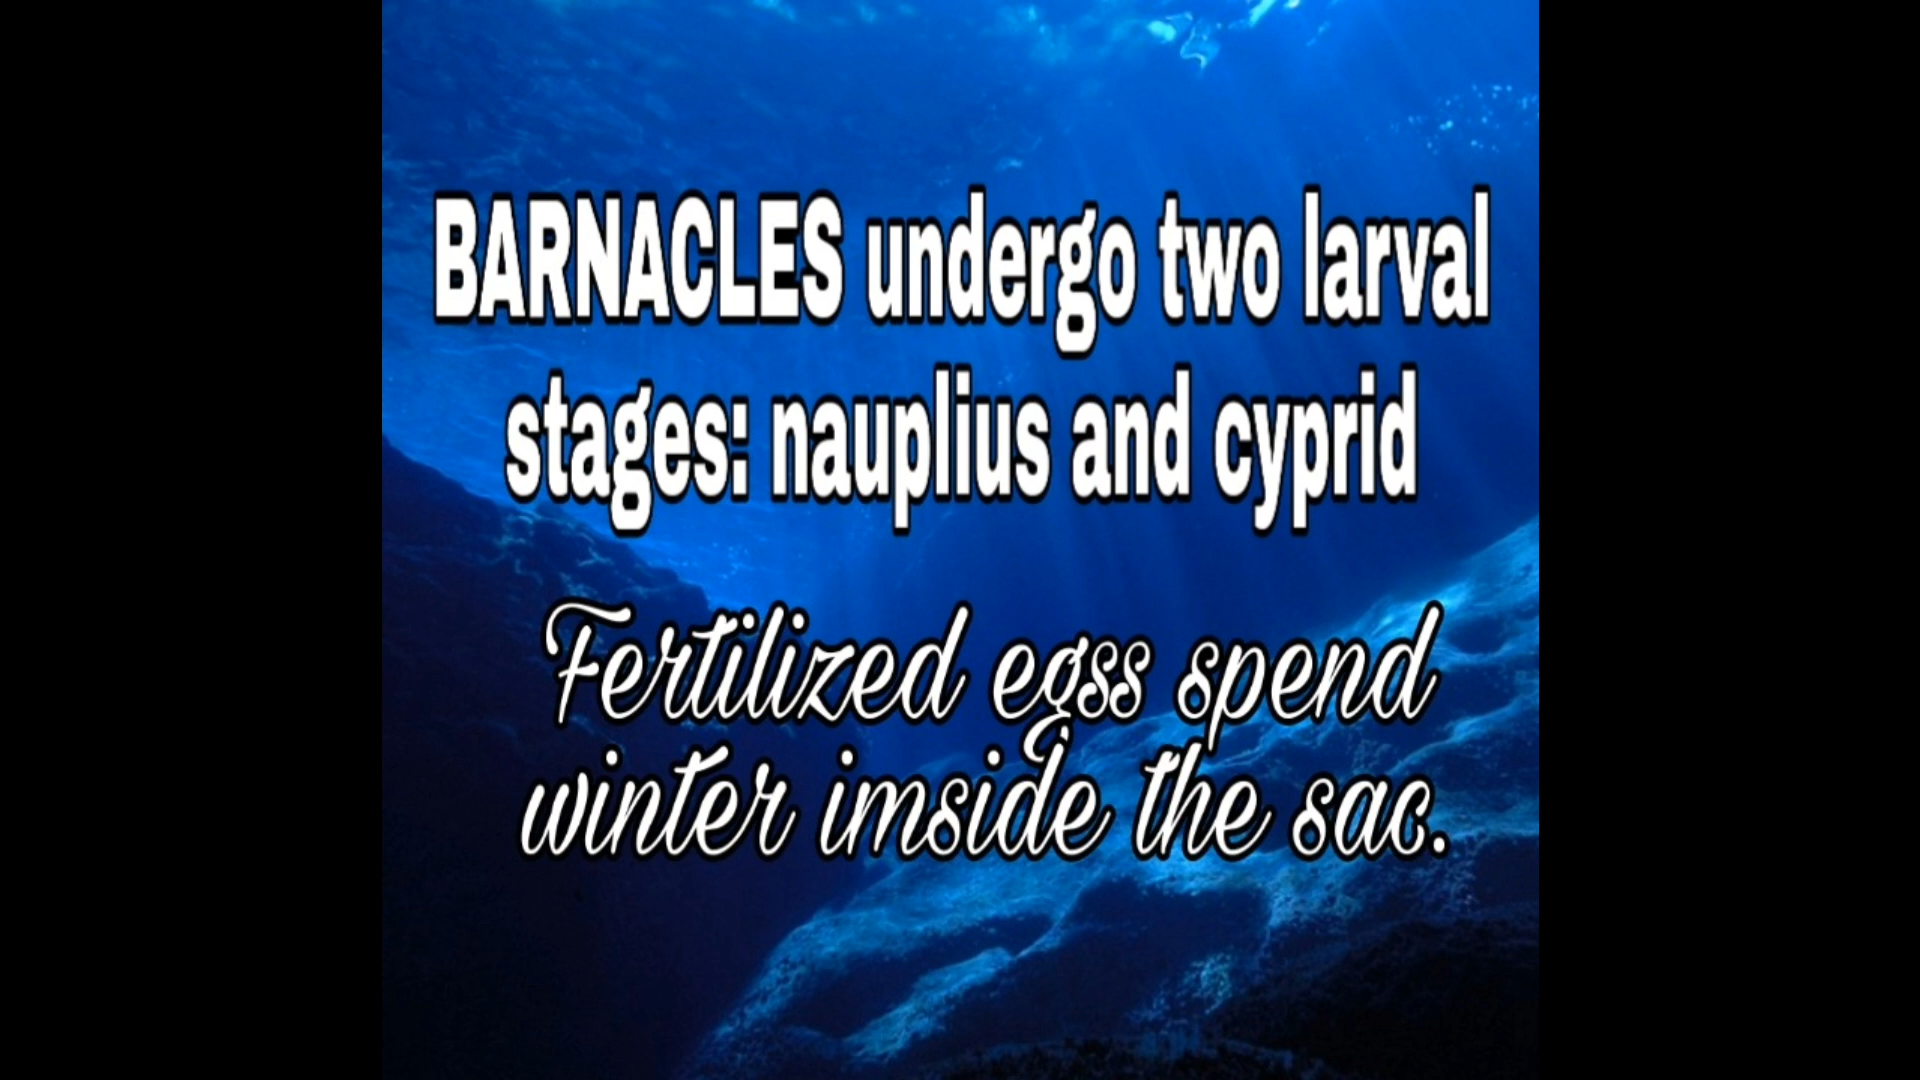 BARNACLES undergo two larval
stages: nauplius and cyprid
Fertilized egss spend
winter imside the sac.